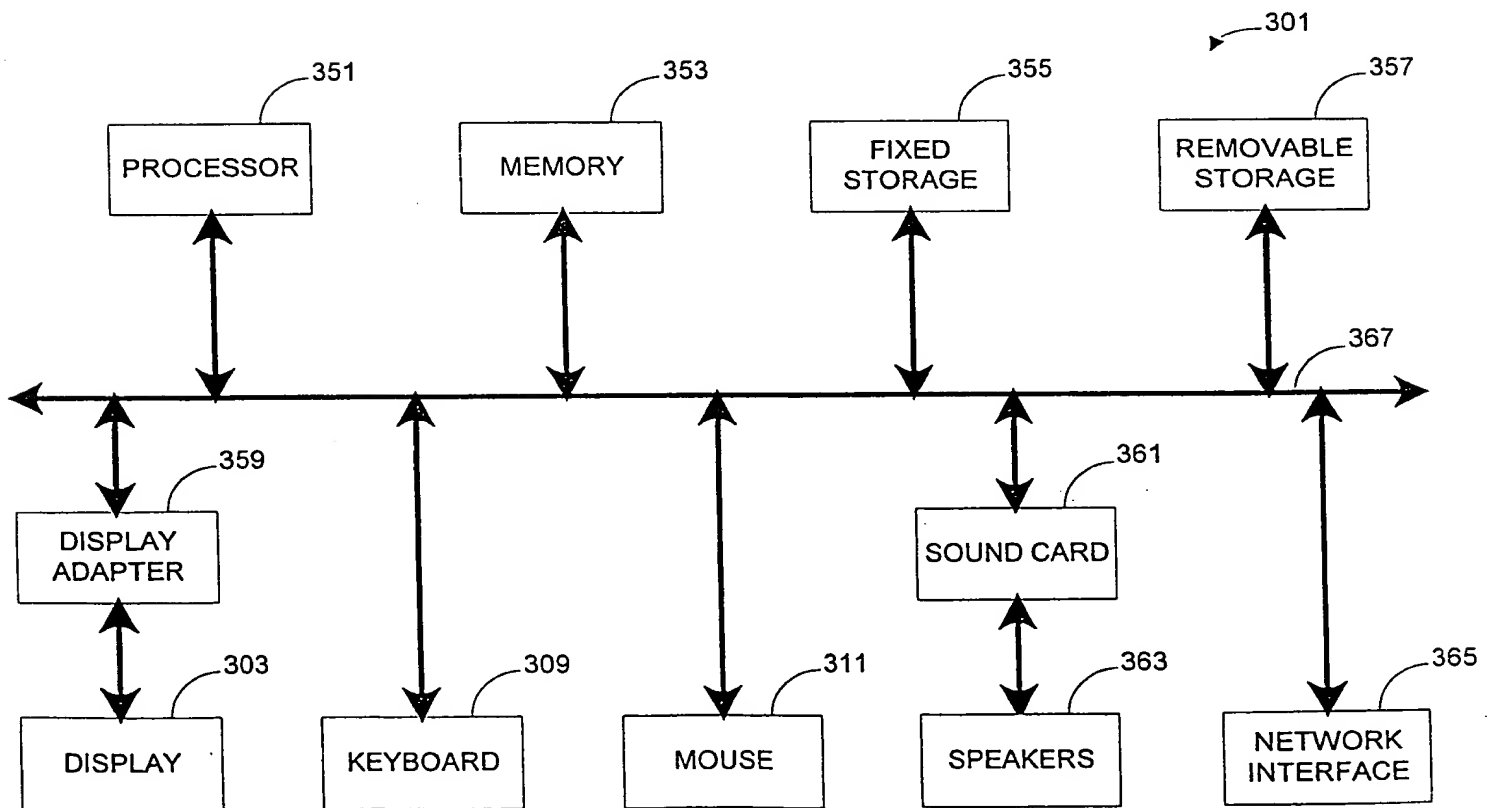 301
351
353
355
357
PROCESSOR
MEMORY
FIXED
STORAGE
REMOVABLE
STORAGE
367
359
361
DISPLAY
ADAPTER
SOUND CARD
303
309
311
363
365
DISPLAY
KEYBOARD
MOUSE
SPEAKERS
NETWORK
INTERFACE